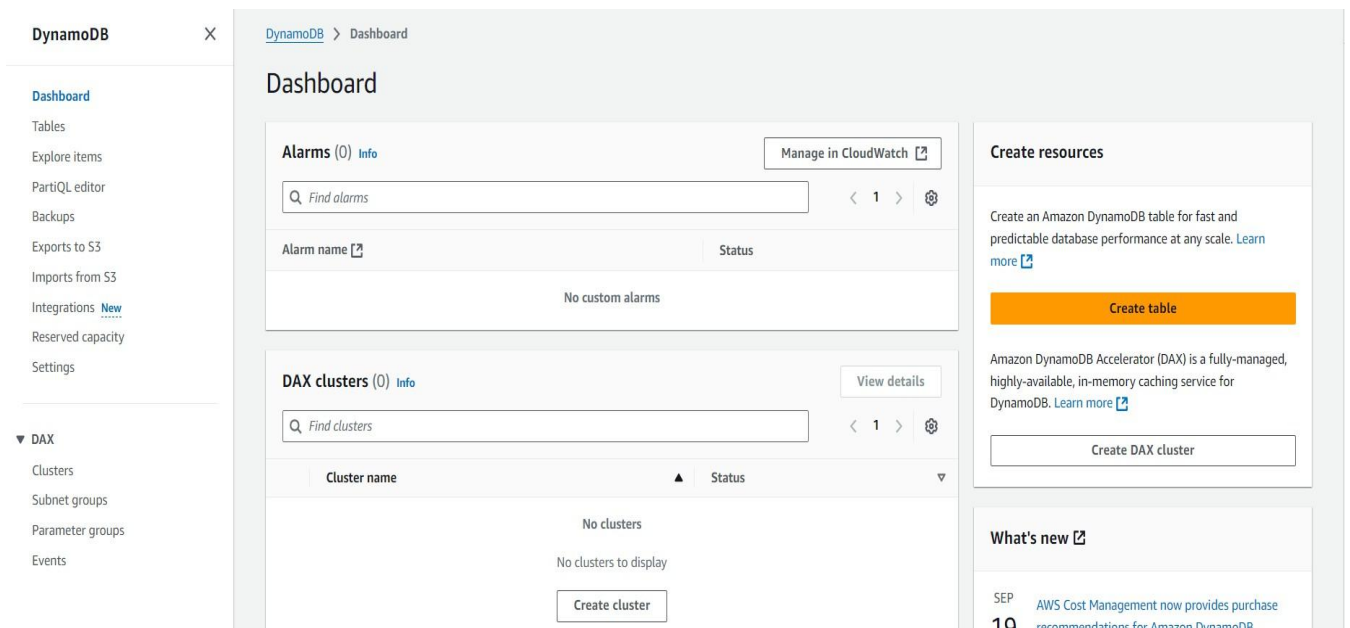 DynamoDB
Dashboard
Tables
Explore items
PartiQL editor
Backups
Exports to S3
Imports from S3
Integrations New
Reserved capacity
Settings
DAX
Clusters
Subnet groups
Parameter groups
Events
DynamoDB > Dashboard
Dashboard
Alarms (0) Info
Manage in CloudWatch
Find alarms
1
Alarm name
Status
No custom alarms
DAX clusters (0) Info
View details
Find clusters
1
Cluster name
Status
No clusters
No clusters to display
Create cluster
Create resources
Create an Amazon DynamoDB table for fast and
predictable database performance at any scale. Learn
more
Create table
Amazon DynamoDB Accelerator (DAX) is a fully-managed,
highly-available, in-memory caching service for
DynamoDB. Learn more
Create DAX cluster
What's new
SEP
19
AWS Cost Management now provides purchase
recommendations for Amazon DynamoDB